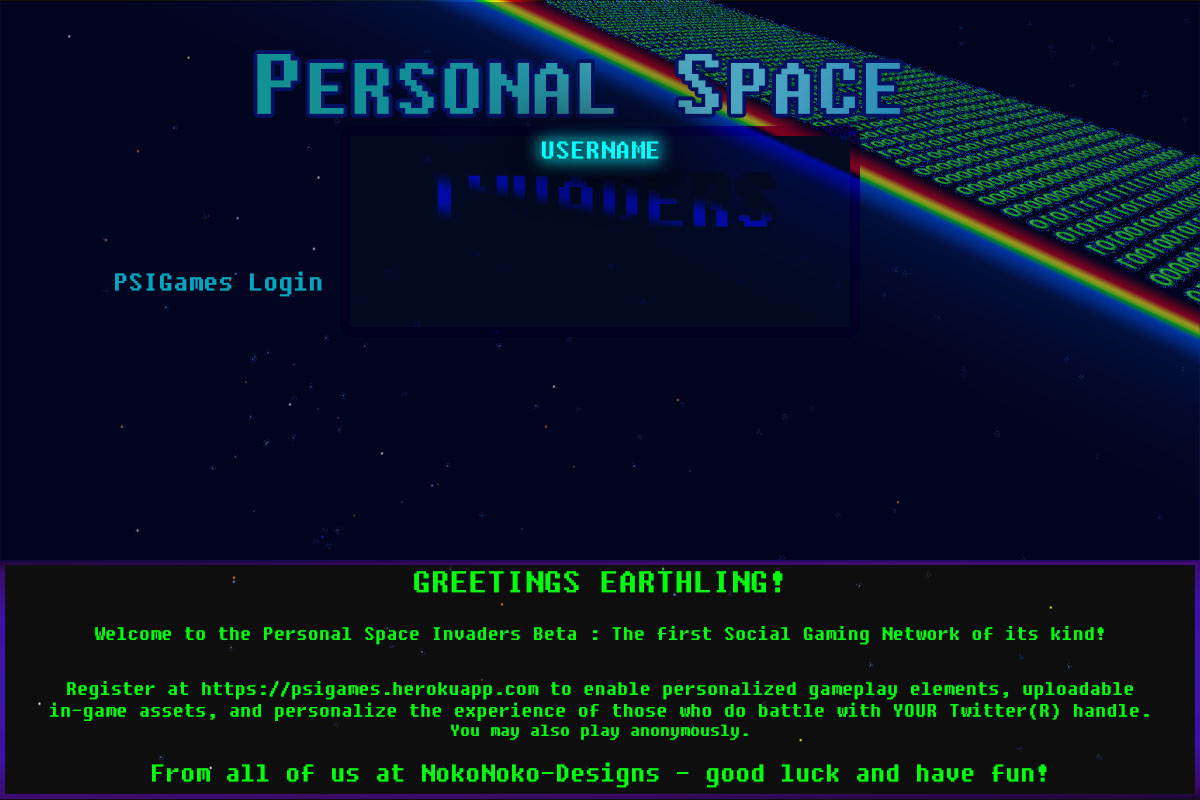 Personal Space
USERNAME
INVADERS
PSIGames Login
GREETINGS EARTHLING!
Welcome to the Personal Space Invaders Beta : The first Social Gaming Network of its kind!
Register at https://psigames.herokuapp.com to enable personalized gameplay elements, uploadable
in-game assets, and personalize the experience of those who do battle with YOUR Twitter(R) handle.
You may also play anonymously.
From all of us at NokoNoko-Designs - good luck and have fun!